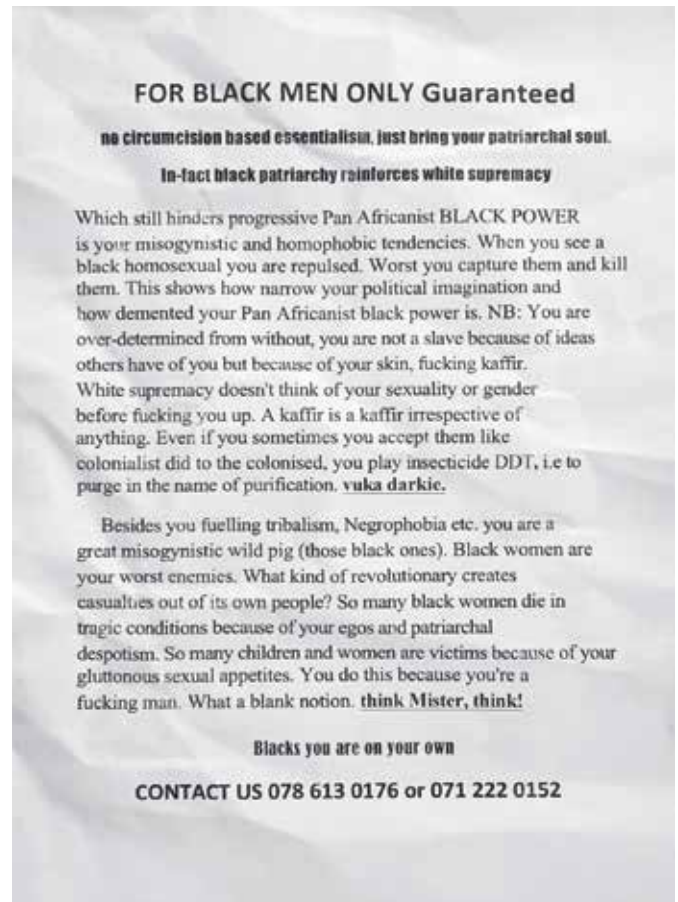 FOR BLACK MEN ONLY Guaranteed
no circumcision based essentialism, just bring your patriarchal soul.
In-fact black patriarchy reinforces white supremacy
Which still hinders progressive Pan Africanist BLACK POWER
is your misogynistic and homophobic tendencies. When you see a
black homosexual you are repulsed. Worst you capture them and kill
them. This shows how narrow your political imagination and
how demented your Pan Africanist black power is. NB: You are
over-determined from without, you are not a slave because of ideas
others have of you but because of your skin, fucking kaffir.
White supremacy doesn't think of your sexuality or gender
before fucking you up. A kaffir is a kaffir irrespective of
anything. Even if you sometimes you accept them like
colonialist did to the colonised, you play insecticide DDT, i.e to
purge in the name of purification. vuka darkie.
Besides you fuelling tribalism, Negrophobia etc. you are a
great misogynistic wild pig (those black ones). Black women are
your worst enemies. What kind of revolutionary creates
casualties out of its own people? So many black women die in
tragic conditions because of your egos and patriarchal
despotism. So many children and women are victims because of your
gluttonous sexual appetites. You do this because you're a
fucking man. What a blank notion. think Mister, think!
Blacks you are on your own
CONTACT US 078 613 0176 or 071 222 0152